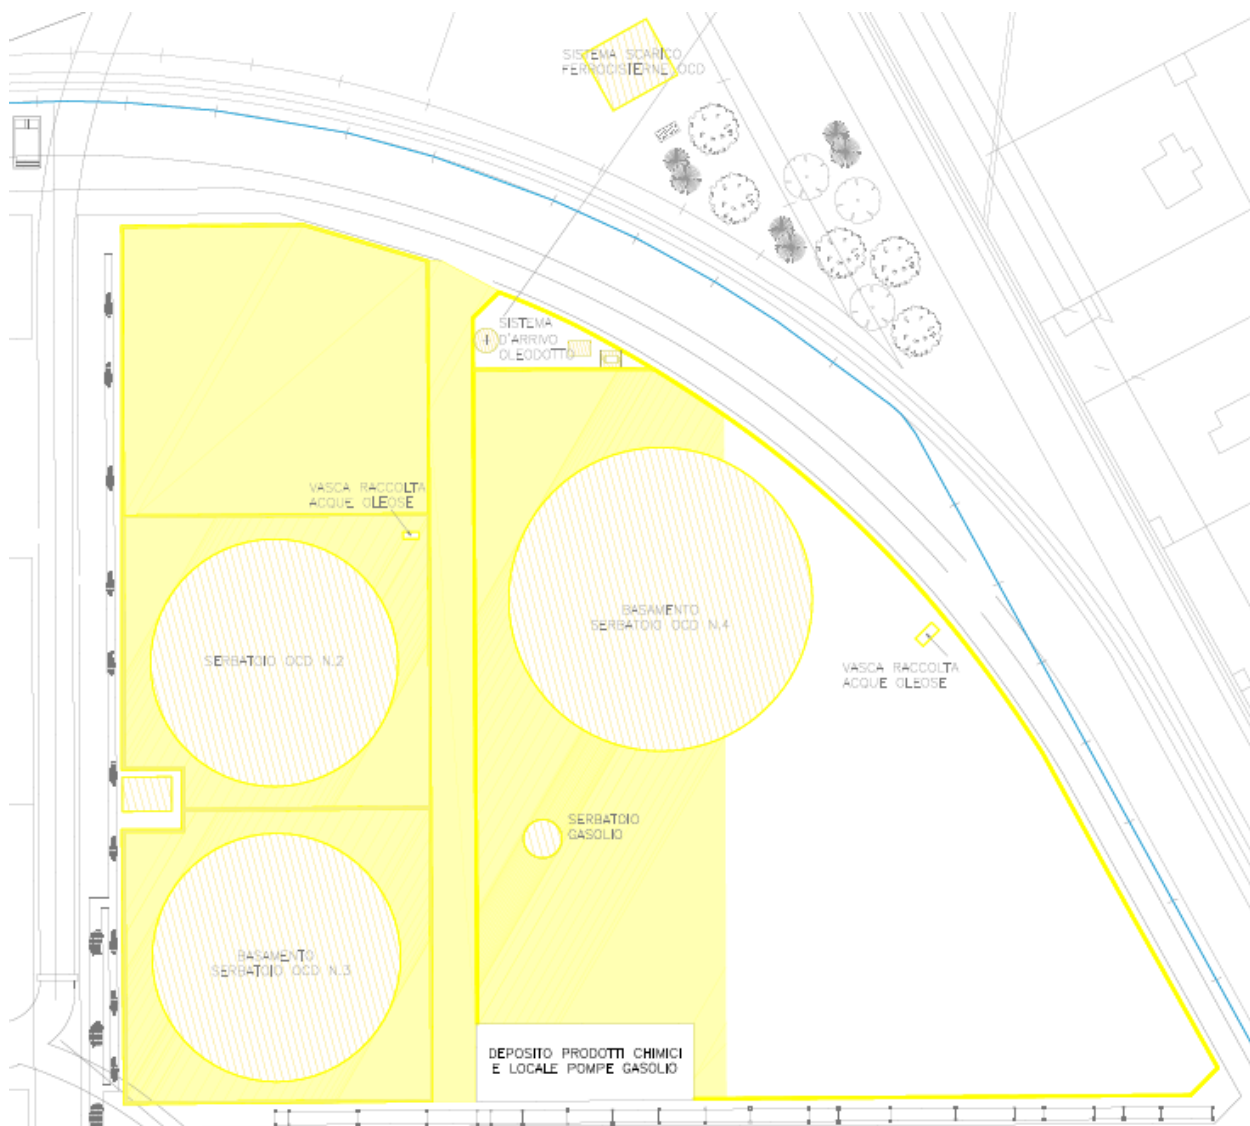 SISTEMA SCARICO
FERROCISTERNE OCD
SISTEMA
D'ARRIVO
OLEODOTTO
VASCA RACCOLTA
ACQUE OLEOSE
BASAMENTO
SERBATOIO OCD N.4
SERBATOIO OCD N.2
VASCA RACCOLTA
ACQUE OLEOSE
SERBATOIO
GASOLIO
BASAMENTO
SERBATOIO OCD N.3
DEPOSITO PRODOTTI CHIMICI
E LOCALE POMPE GASOLIO